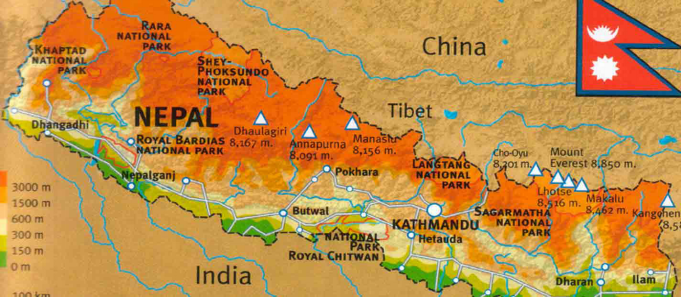 RARA
NATIONAL
PARK
KHAPTAD
NATIONAL
PARK
SHEY-
PHOKSUNDO
NATIONAL
PARK
China
Tibet
NEPAL
Dhangadhi
ROYAL BARDIAS
NATIONAL PARK
Dhaulagiri
8,167 m.
Annapurna
8,091 m.
Manaslu
8,156 m.
LANGTANG
NATIONAL
PARK
Cho-Oyu
8,201 m.
Mount
Everest 8,850 m.
Lhotse
8,516 m.
Makalu
8,462 m.
Nepalganj
Pokhara
Butwal
KATHMANDU
Hetauda
SAGARMATHA
NATIONAL
PARK
NATIONAL
PARK
ROYAL CHITWAN
Dharan
Ilam
India
3000 m
1500 m
600 m
300 m
150 m
0 m
100 km